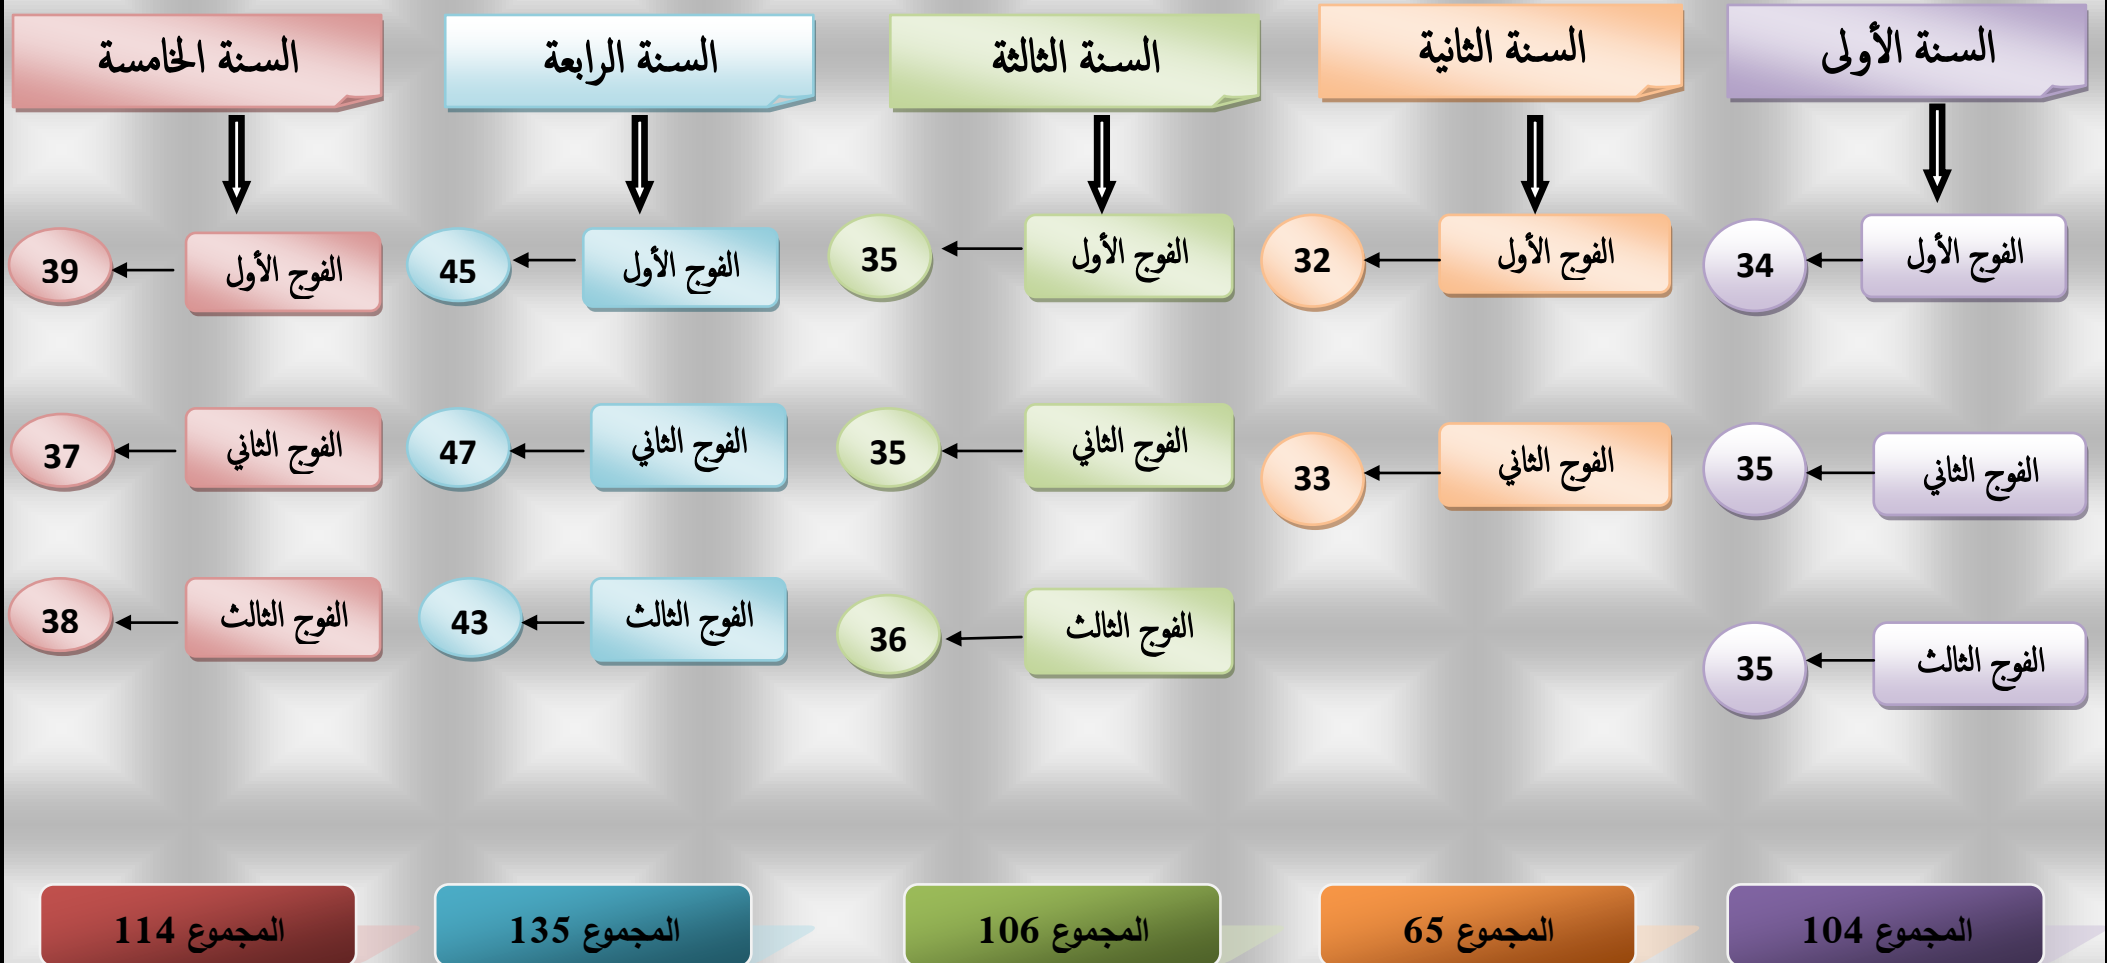 السنة الأولى
السنة الثانية
السنة الثالثة
السنة الرابعة
السنة الخامسة
الفوج الأول 34
الفوج الأول 32
الفوج الأول 35
الفوج الأول 45
الفوج الأول 39
الفوج الثاني 35
الفوج الثاني 33
الفوج الثاني 35
الفوج الثاني 47
الفوج الثاني 37
الفوج الثالث 35
الفوج الثالث 36
الفوج الثالث 43
الفوج الثالث 38
المجموع 104
المجموع 65
المجموع 106
المجموع 135
المجموع 114